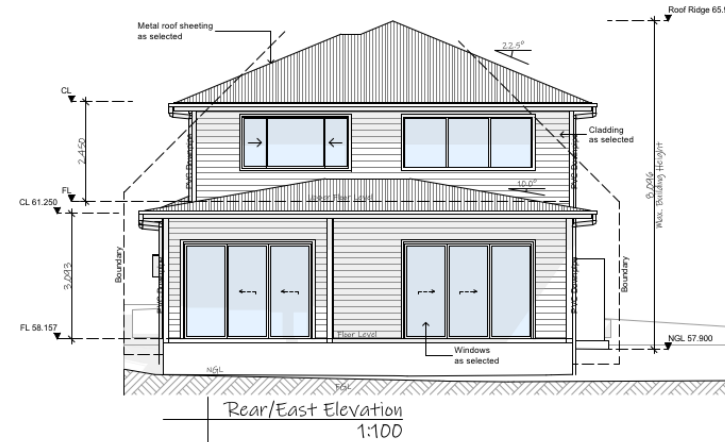 Roof Ridge 65.9
Metal roof sheeting
as selected
22.5°
CL
2,450
Cladding
as selected
PVC Downpipe
PVC Downpipe
Max. Building Height
FL
Upper Floor Level
10.0°
CL 61.250
3,093
Boundary
PVC Downpipe
PVC Downpipe
Boundary
FL 58.157
Floor Level
NGL 57.900
Windows
as selected
NGL
FGL
Rear/East Elevation
1:100